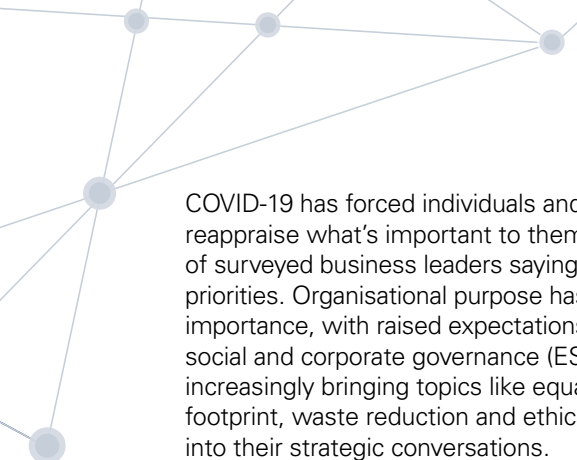 COVID-19 has forced individuals and
reappraise what's important to them
of surveyed business leaders saying
priorities. Organisational purpose has
importance, with raised expectations
social and corporate governance (ES
increasingly bringing topics like equa
footprint, waste reduction and ethic
into their strategic conversations.